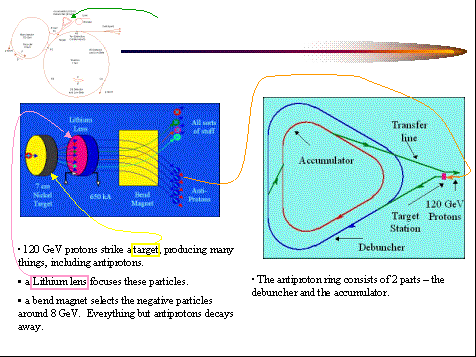 Lithium
Lens
All sorts
of stuff
7 cm
Nickel
Target
650 kA
Bend
Magnet
Anti-
Protons
Transfer
line
Accumulator
Target
Station
120 GeV
Protons
Debuncher
• 120 GeV protons strike a target, producing many
things, including antiprotons.
• a Lithium lens focuses these particles.
• a bend magnet selects the negative particles
around 8 GeV. Everything but antiprotons decays
away.
• The antiproton ring consists of 2 parts – the
debuncher and the accumulator.